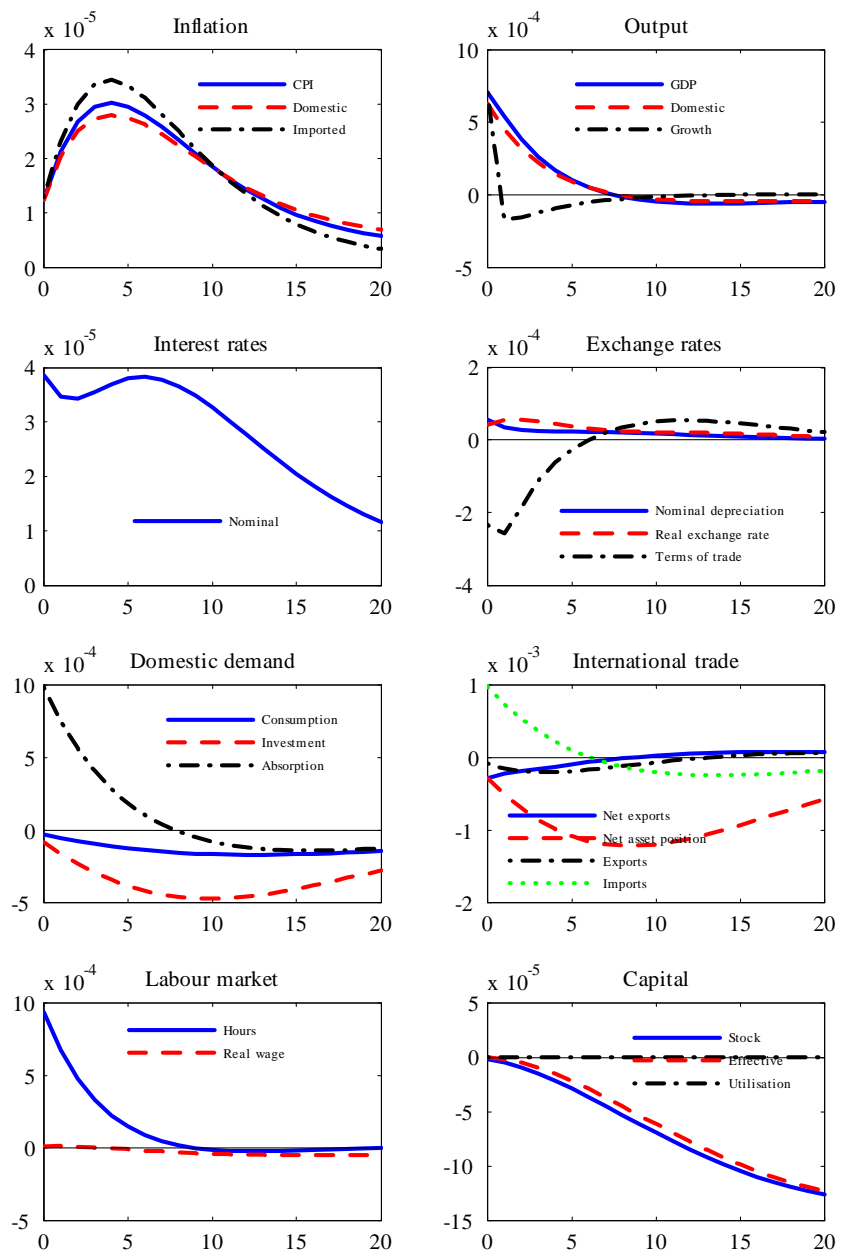 Inflation
x 10^-5
4
3
2
1
0
0 5 10 15 20
CPI
Domestic
Imported
Output
x 10^-4
10
5
0
-5
0 5 10 15 20
GDP
Domestic
Growth
Interest rates
x 10^-5
4
3
2
1
0
0 5 10 15 20
Nominal
Exchange rates
x 10^-4
2
0
-2
-4
0 5 10 15 20
Nominal depreciation
Real exchange rate
Terms of trade
Domestic demand
x 10^-4
10
5
0
-5
0 5 10 15 20
Consumption
Investment
Absorption
International trade
x 10^-3
1
0
-1
-2
0 5 10 15 20
Net exports
Net asset position
Exports
Imports
Labour market
x 10^-4
10
5
0
-5
0 5 10 15 20
Hours
Real wage
Capital
x 10^-5
5
0
-5
-10
-15
0 5 10 15 20
Stock
Effective
Utilisation